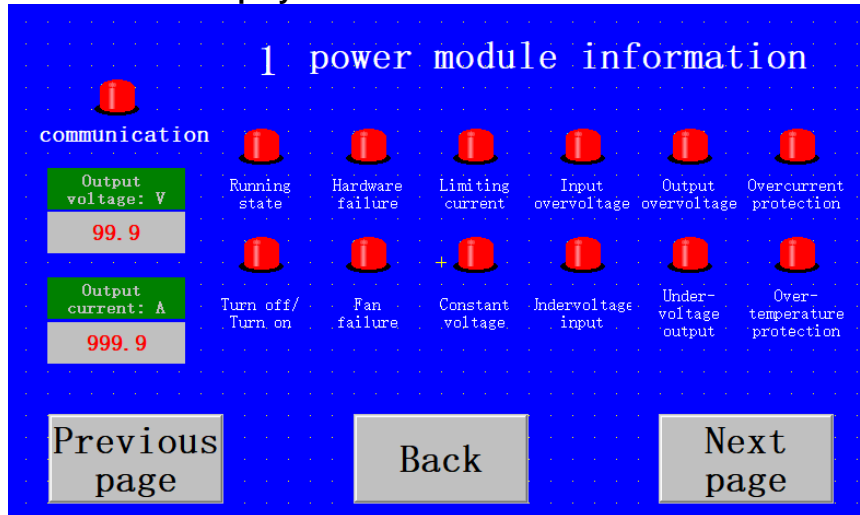 1 power module information
communication
Output
voltage: V
99.9
Output
current: A
999.9
Running
state
Hardware
failure
Limiting
current
Input
overvoltage
Output
overvoltage
Overcurrent
protection
Turn off/
Turn on
Fan
failure
Constant
voltage
Undervoltage
input
Under-
voltage
output
Over-
temperature
protection
Previous
page
Back
Next
page